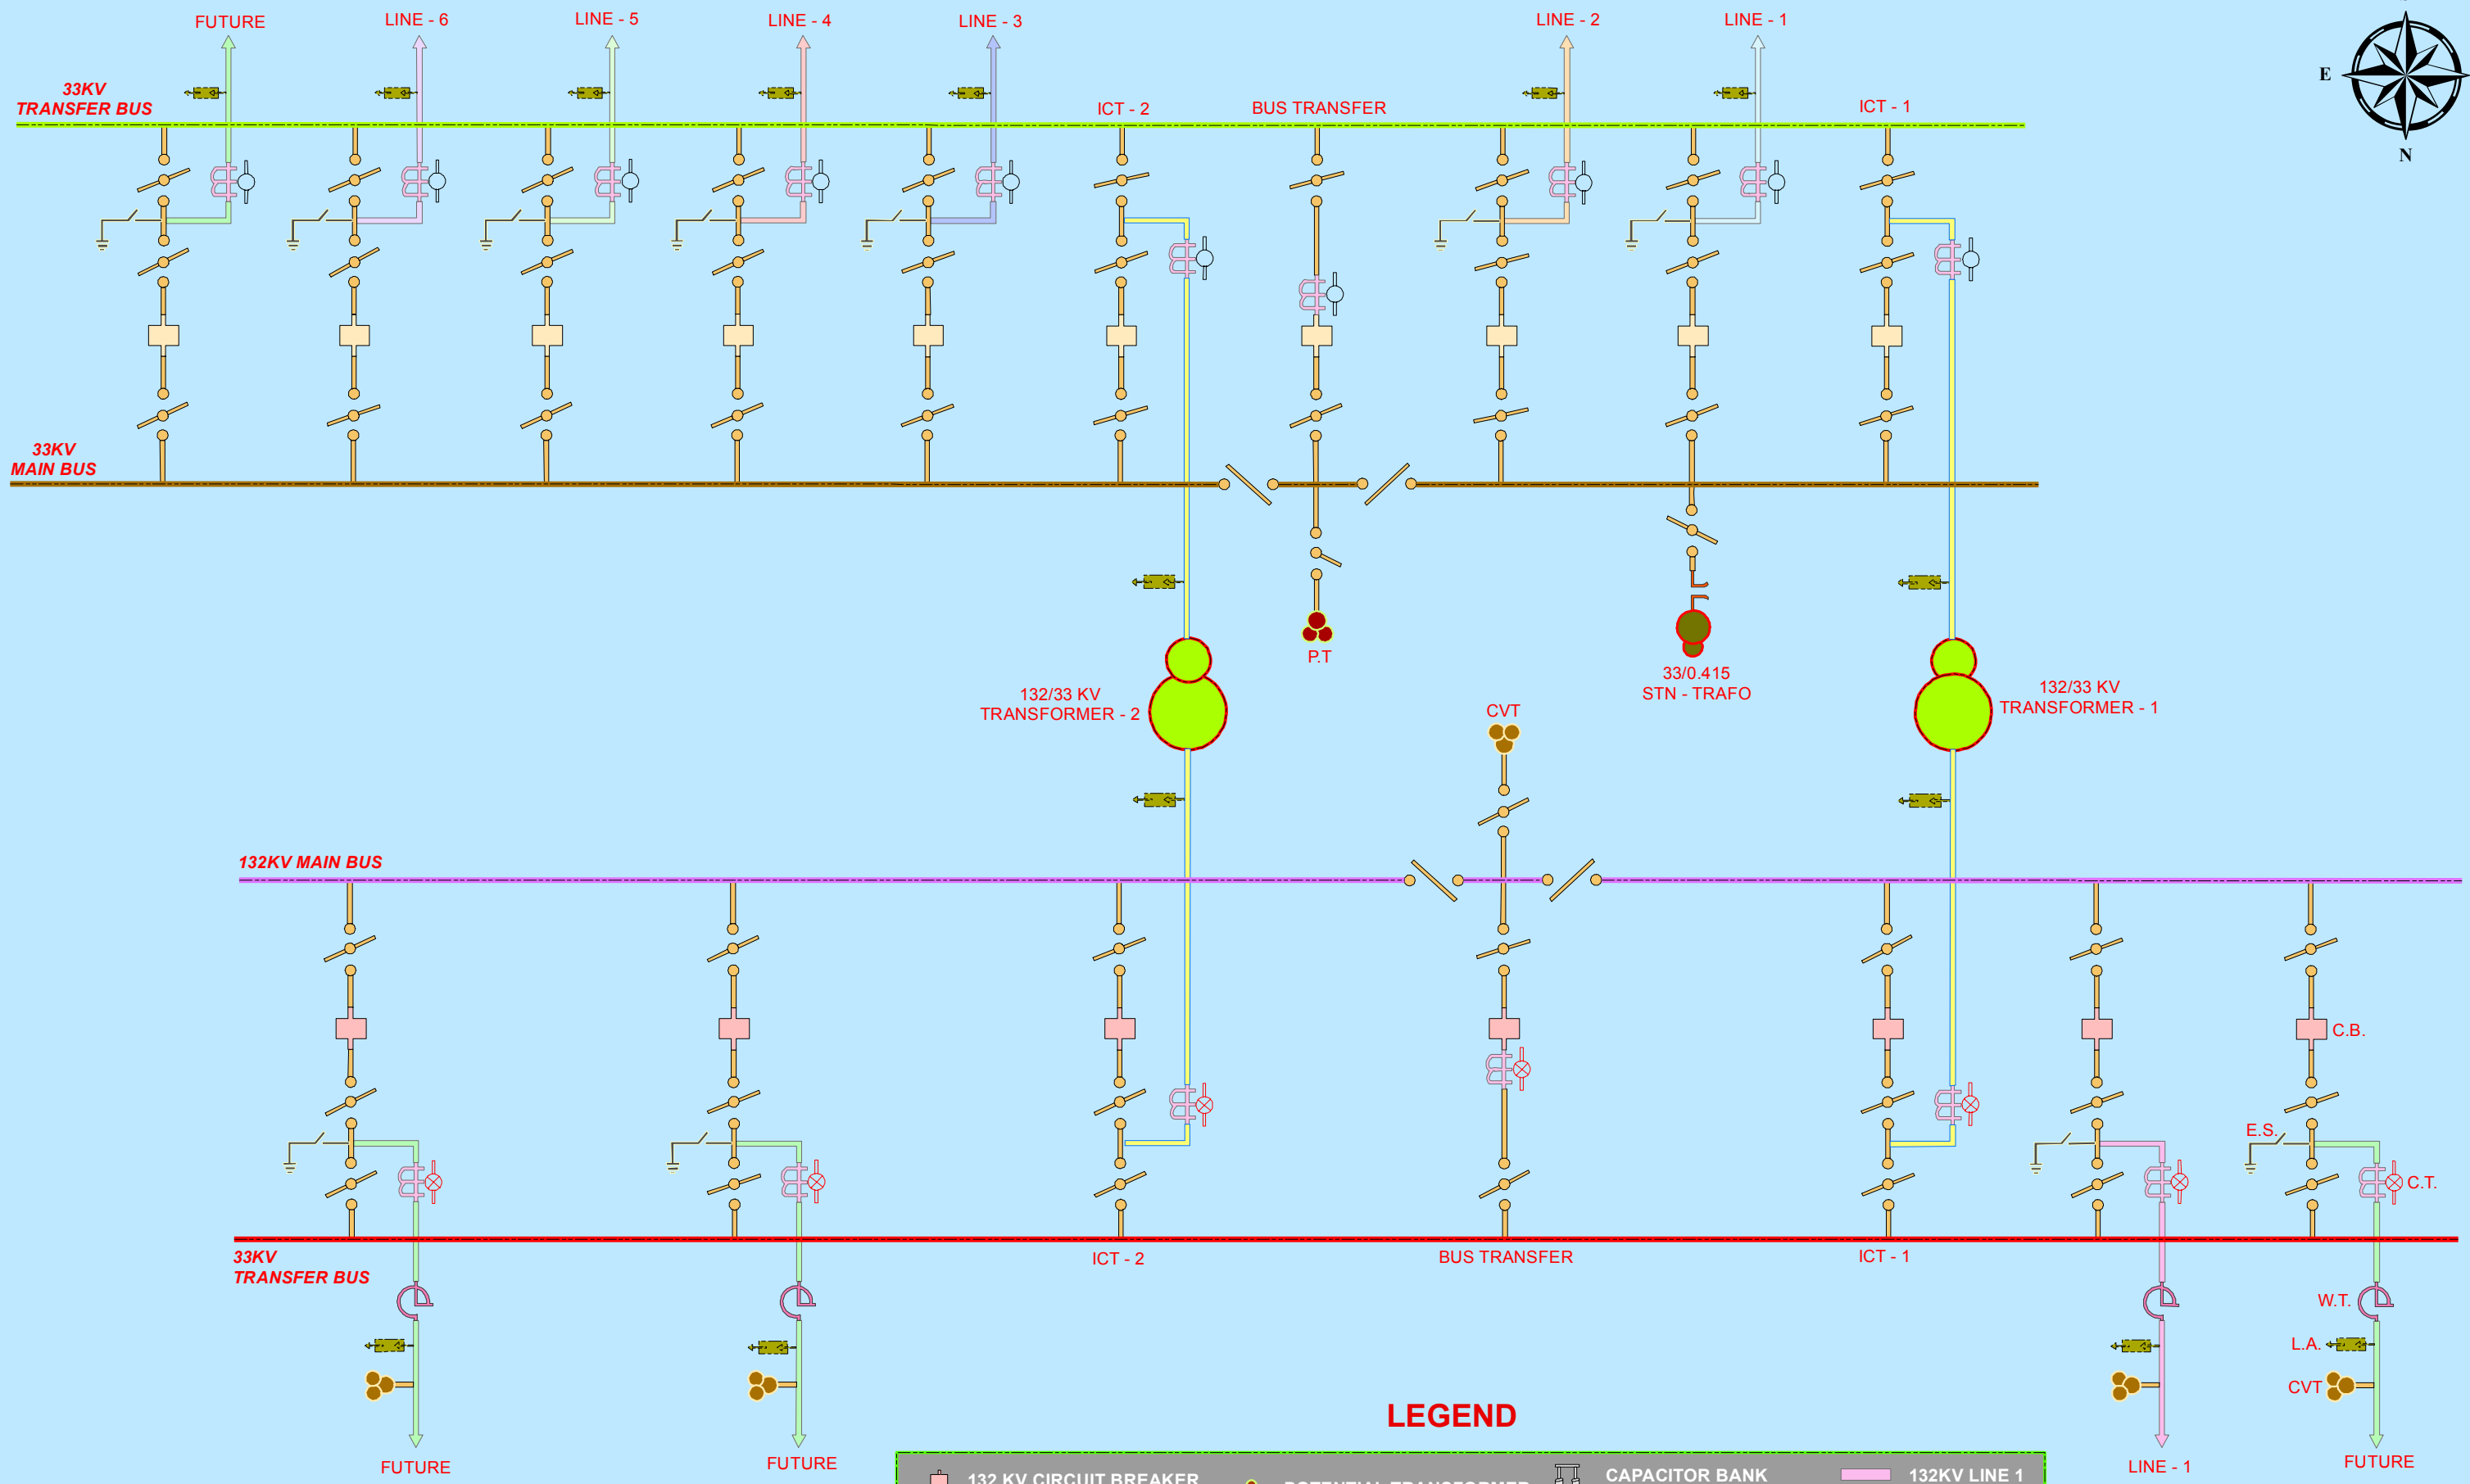 FUTURE
LINE - 6
LINE - 5
LINE - 4
LINE - 3
LINE - 2
LINE - 1
E
N
33KV
TRANSFER BUS
ICT - 2
BUS TRANSFER
ICT - 1
33KV
MAIN BUS
P.T
33/0.415
STN - TRAFO
132/33 KV
TRANSFORMER - 2
132/33 KV
TRANSFORMER - 1
CVT
132KV MAIN BUS
C.B.
E.S.
C.T.
33KV
TRANSFER BUS
ICT - 2
BUS TRANSFER
ICT - 1
W.T.
L.A.
CVT
FUTURE
FUTURE
LINE - 1
FUTURE
LEGEND
132 KV CIRCUIT BREAKER
POTENTIAL TRANSFORMER
CAPACITOR BANK
132KV LINE 1